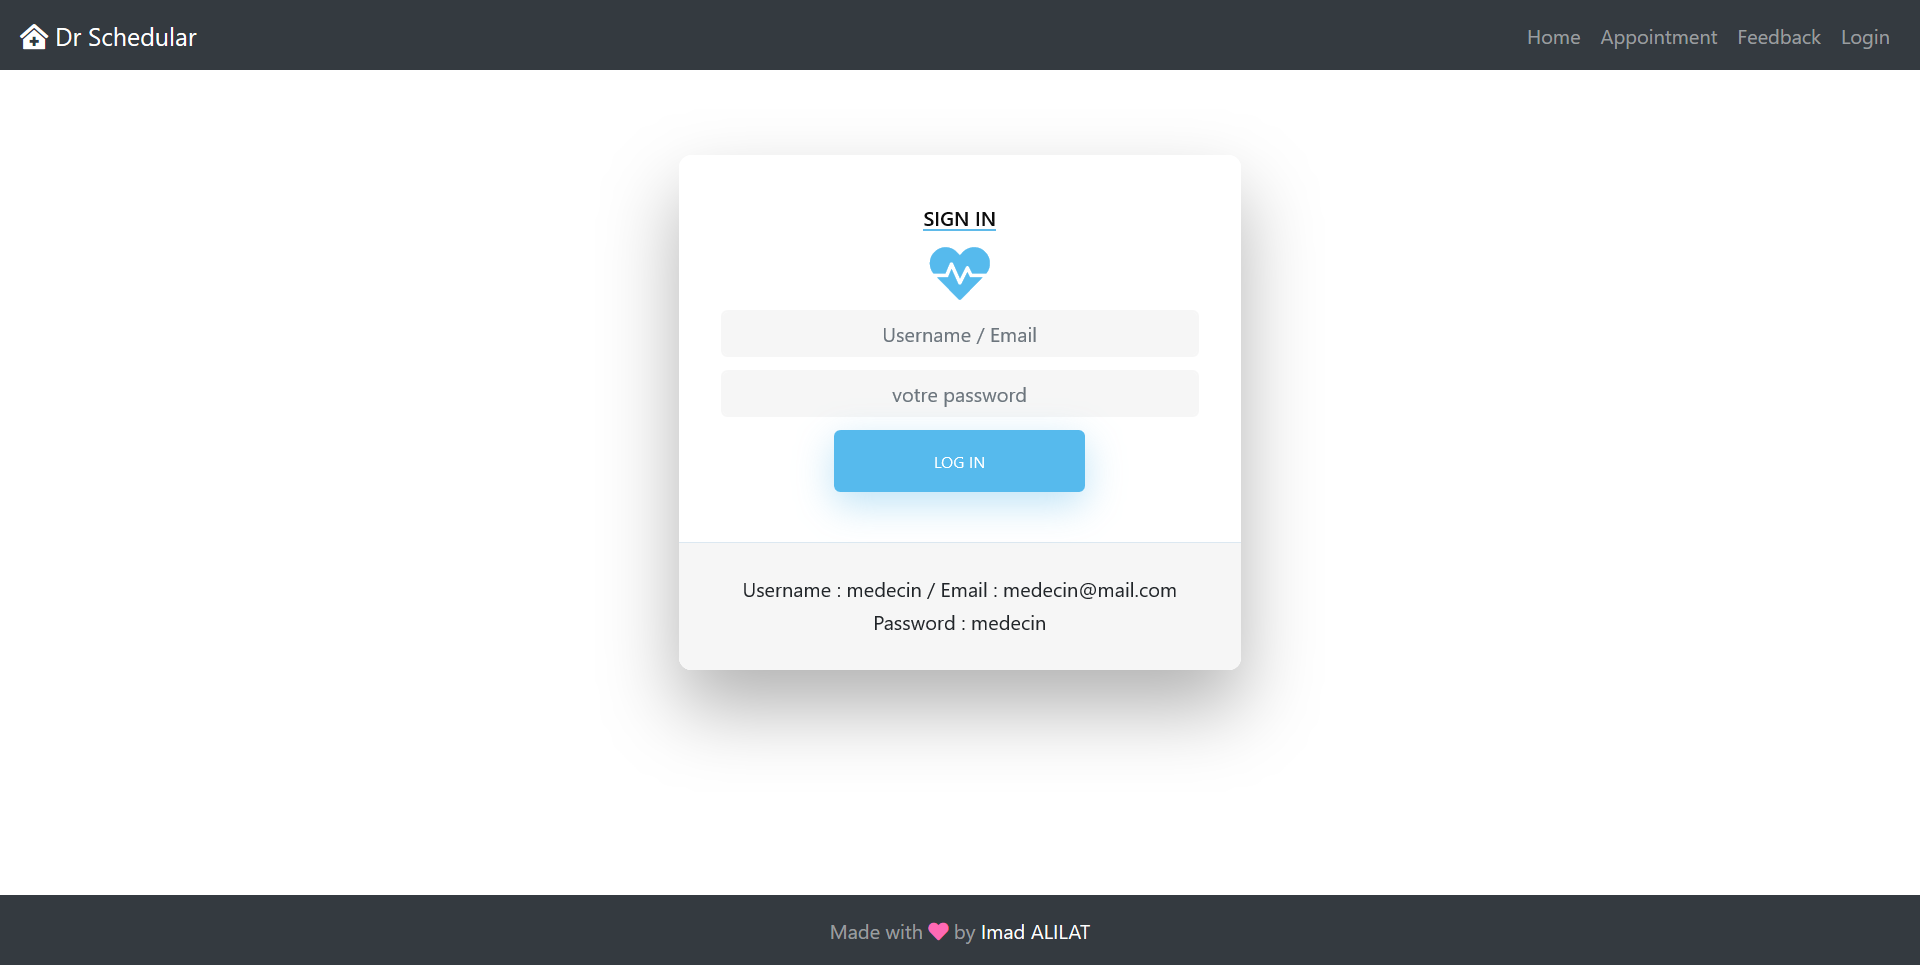 Dr Schedular
Home Appointment Feedback Login
SIGN IN
Username / Email
votre password
LOG IN
Username : medecin / Email : medecin@mail.com
Password : medecin
Made with by Imad ALILAT